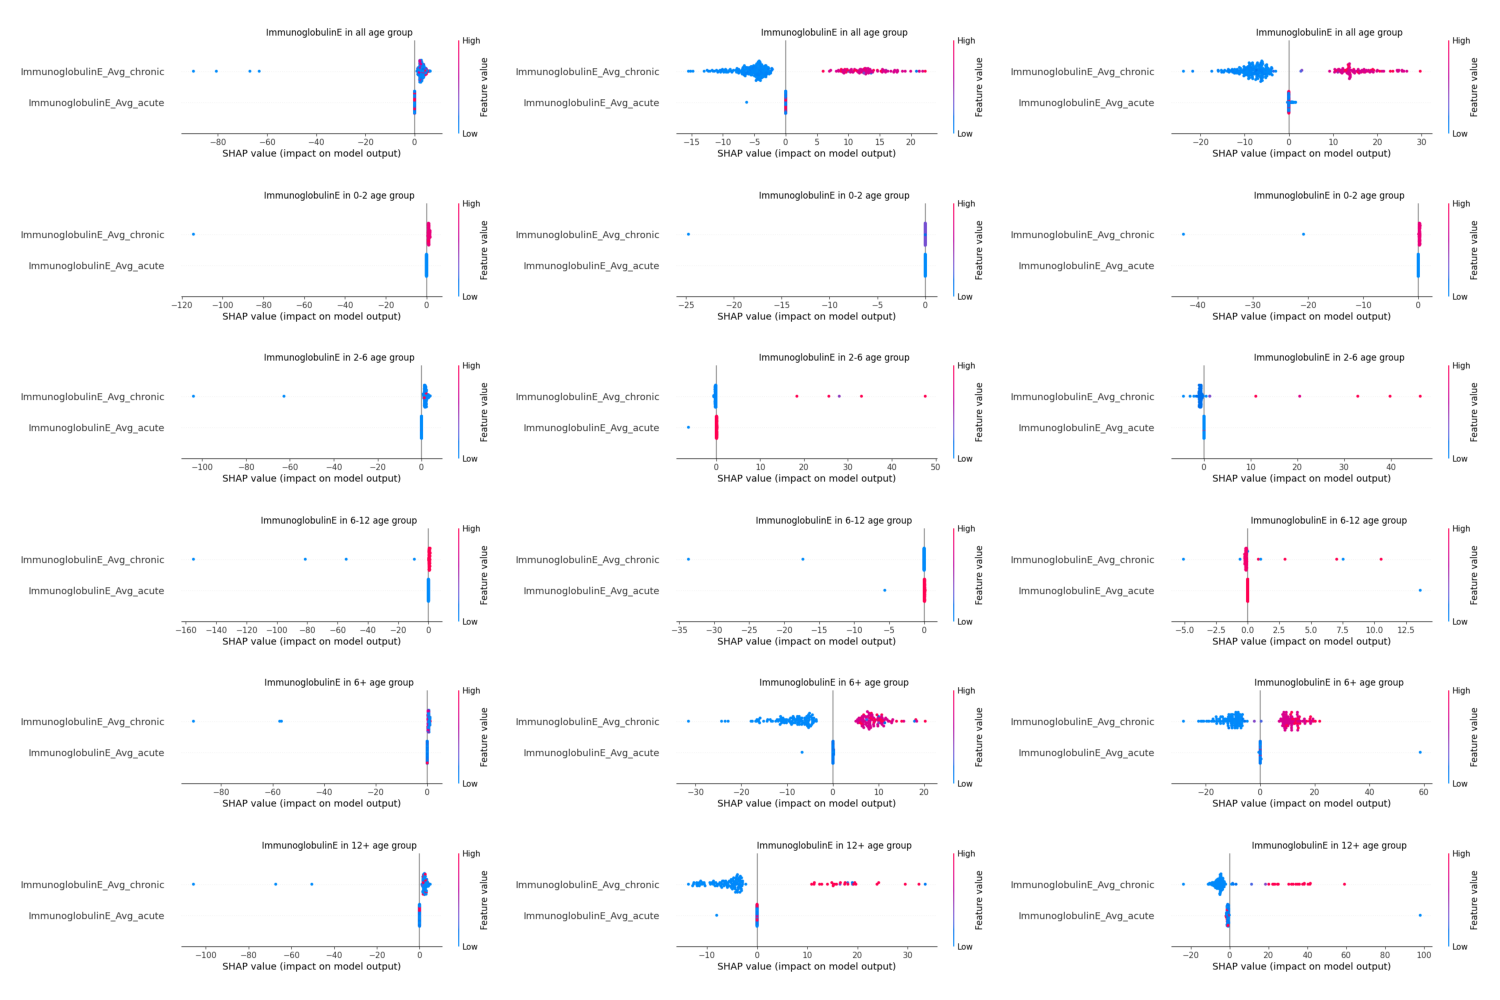 ImmunoglobulinE in all age group
High
ImmunoglobulinE_Avg_chronic
ImmunoglobulinE_Avg_acute
Feature value
Low
−80 −60 −40 −20 0
SHAP value (impact on model output)
ImmunoglobulinE in all age group
High
ImmunoglobulinE_Avg_chronic
ImmunoglobulinE_Avg_acute
Feature value
Low
−15 −10 −5 0 5 10 15 20
SHAP value (impact on model output)
ImmunoglobulinE in all age group
High
ImmunoglobulinE_Avg_chronic
ImmunoglobulinE_Avg_acute
Feature value
Low
−20 −10 0 10 20 30
SHAP value (impact on model output)
ImmunoglobulinE in 0-2 age group
High
ImmunoglobulinE_Avg_chronic
ImmunoglobulinE_Avg_acute
Feature value
Low
−120 −100 −80 −60 −40 −20 0
SHAP value (impact on model output)
ImmunoglobulinE in 0-2 age group
High
ImmunoglobulinE_Avg_chronic
ImmunoglobulinE_Avg_acute
Feature value
Low
−25 −20 −15 −10 −5 0
SHAP value (impact on model output)
ImmunoglobulinE in 0-2 age group
High
ImmunoglobulinE_Avg_chronic
ImmunoglobulinE_Avg_acute
Feature value
Low
−40 −30 −20 −10 0
SHAP value (impact on model output)
ImmunoglobulinE in 2-6 age group
High
ImmunoglobulinE_Avg_chronic
ImmunoglobulinE_Avg_acute
Feature value
Low
−100 −80 −60 −40 −20 0
SHAP value (impact on model output)
ImmunoglobulinE in 2-6 age group
High
ImmunoglobulinE_Avg_chronic
ImmunoglobulinE_Avg_acute
Feature value
Low
0 10 20 30 40 50
SHAP value (impact on model output)
ImmunoglobulinE in 2-6 age group
High
ImmunoglobulinE_Avg_chronic
ImmunoglobulinE_Avg_acute
Feature value
Low
0 10 20 30 40
SHAP value (impact on model output)
ImmunoglobulinE in 6-12 age group
High
ImmunoglobulinE_Avg_chronic
ImmunoglobulinE_Avg_acute
Feature value
Low
−160 −140 −120 −100 −80 −60 −40 −20 0
SHAP value (impact on model output)
ImmunoglobulinE in 6-12 age group
High
ImmunoglobulinE_Avg_chronic
ImmunoglobulinE_Avg_acute
Feature value
Low
−35 −30 −25 −20 −15 −10 −5 0
SHAP value (impact on model output)
ImmunoglobulinE in 6-12 age group
High
ImmunoglobulinE_Avg_chronic
ImmunoglobulinE_Avg_acute
Feature value
Low
−5.0 −2.5 0.0 2.5 5.0 7.5 10.0 12.5
SHAP value (impact on model output)
ImmunoglobulinE in 6+ age group
High
ImmunoglobulinE_Avg_chronic
ImmunoglobulinE_Avg_acute
Feature value
Low
−80 −60 −40 −20 0
SHAP value (impact on model output)
ImmunoglobulinE in 6+ age group
High
ImmunoglobulinE_Avg_chronic
ImmunoglobulinE_Avg_acute
Feature value
Low
−30 −20 −10 0 10 20
SHAP value (impact on model output)
ImmunoglobulinE in 6+ age group
High
ImmunoglobulinE_Avg_chronic
ImmunoglobulinE_Avg_acute
Feature value
Low
−20 0 20 40 60
SHAP value (impact on model output)
ImmunoglobulinE in 12+ age group
High
ImmunoglobulinE_Avg_chronic
ImmunoglobulinE_Avg_acute
Feature value
Low
−100 −80 −60 −40 −20 0
SHAP value (impact on model output)
ImmunoglobulinE in 12+ age group
High
ImmunoglobulinE_Avg_chronic
ImmunoglobulinE_Avg_acute
Feature value
Low
−10 0 10 20 30
SHAP value (impact on model output)
ImmunoglobulinE in 12+ age group
High
ImmunoglobulinE_Avg_chronic
ImmunoglobulinE_Avg_acute
Feature value
Low
−20 0 20 40 60 80 100
SHAP value (impact on model output)